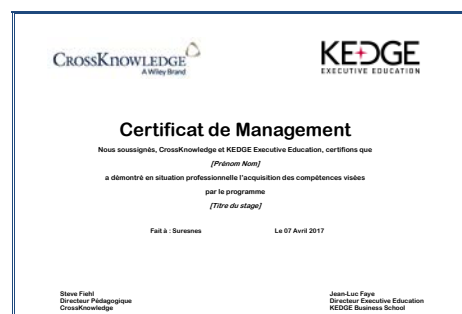 CROSSKNOWLEDGE
A Wiley Brand
KEDGE
EXECUTIVE EDUCATION
Certificat de Management
Nous soussignés, CrossKnowledge et KEDGE Executive Education, certifions que
[Prénom Nom]
a démontré en situation professionnelle l'acquisition des compétences visées
par le programme
[Titre du stage]
Fait à : Suresnes Le 07 Avril 2017
Steve Fiehl Jean-Luc Faye
Directeur Pédagogique Directeur Executive Education
CrossKnowledge KEDGE Business School